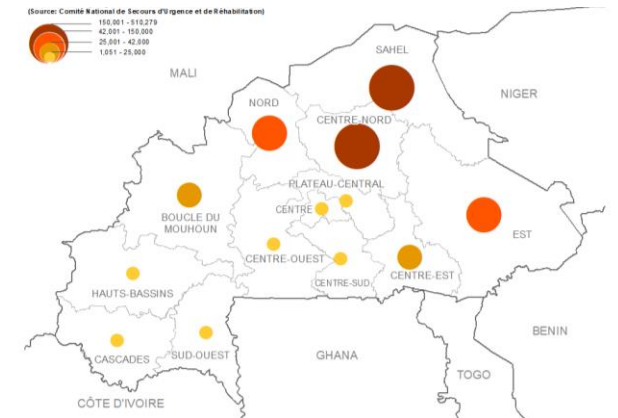 (Source: Comité National de Secours d'Urgence et de Réhabilitation)
150,001 - 510,279
42,001 - 150,000
25,001 - 42,000
1,051 - 25,000
SAHEL
MALI
NIGER
NORD
CENTRE-NORD
PLATEAU-CENTRAL
CENTRE
BOUCLE DU
MOUHOUN
EST
CENTRE-OUEST
CENTRE-EST
CENTRE-SUD
HAUTS-BASSINS
BENIN
CASCADES
SUD-OUEST
GHANA
TOGO
CÔTE D'IVOIRE